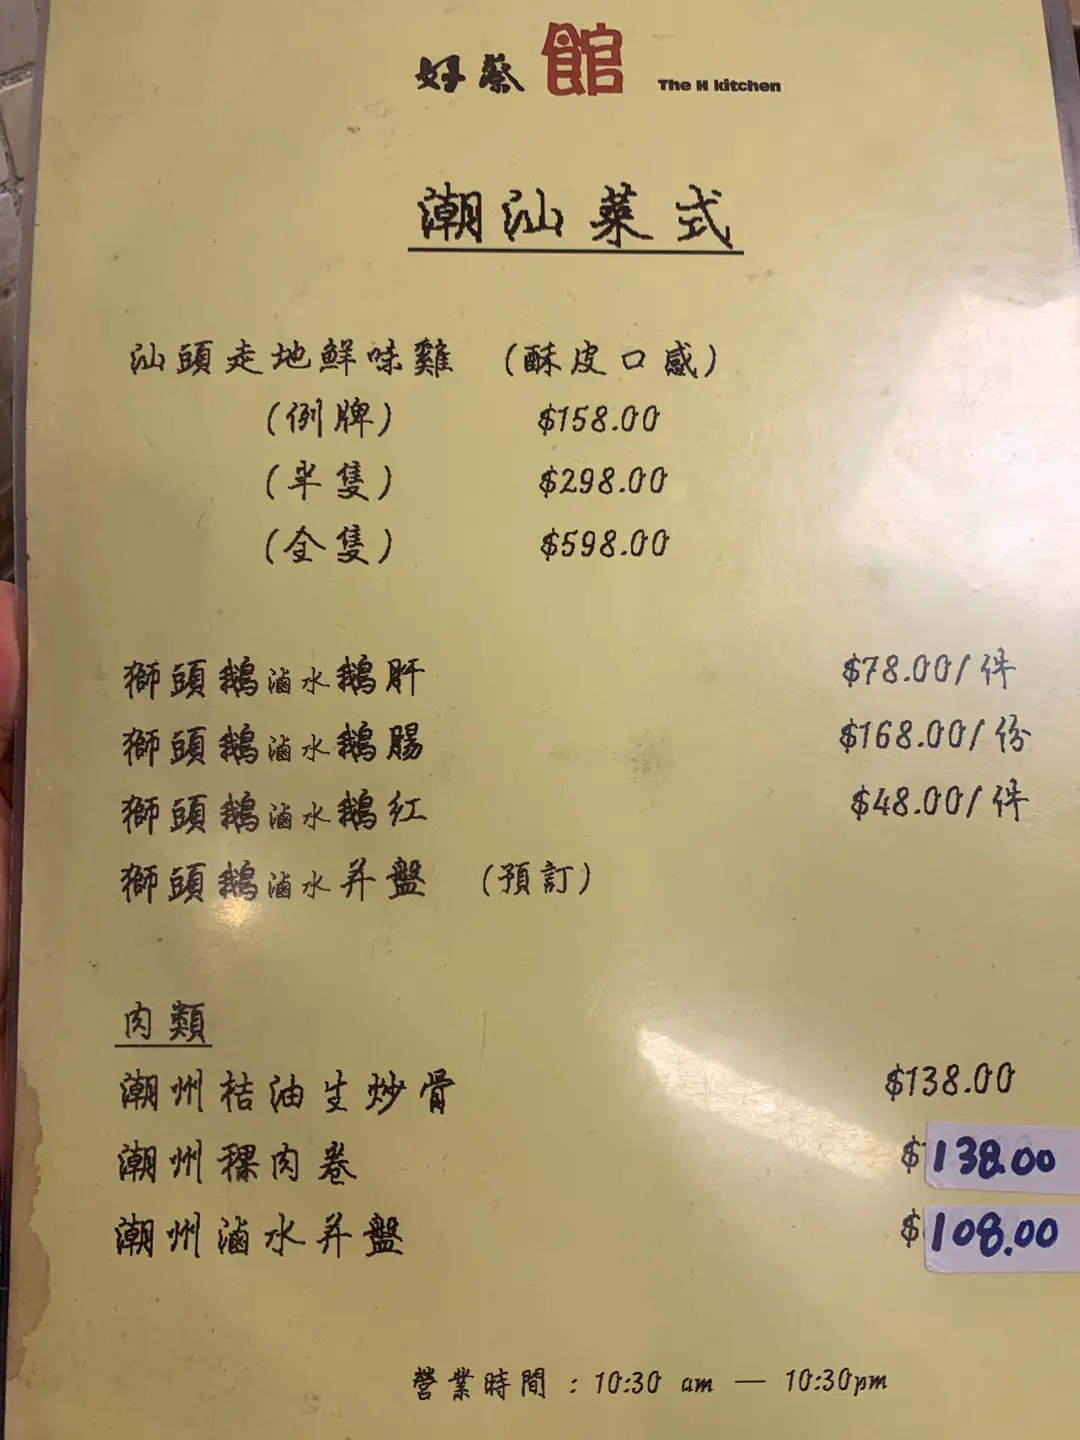 好蔡館 The H kitchen
潮汕菜式
汕頭走地鮮味雞 (酥皮口感)
(例牌) $158.00
(半隻) $298.00
(全隻) $598.00
獅頭鵝滷水鵝肝 $78.00/件
獅頭鵝滷水鵝腸 $168.00/份
獅頭鵝滷水鵝紅 $48.00/件
獅頭鵝滷水并盤 (預訂)
肉類
潮州桔油生炒骨 $138.00
潮州粿肉卷 $138.00
潮州滷水并盤 $108.00
營業時間 : 10:30 am — 10:30pm